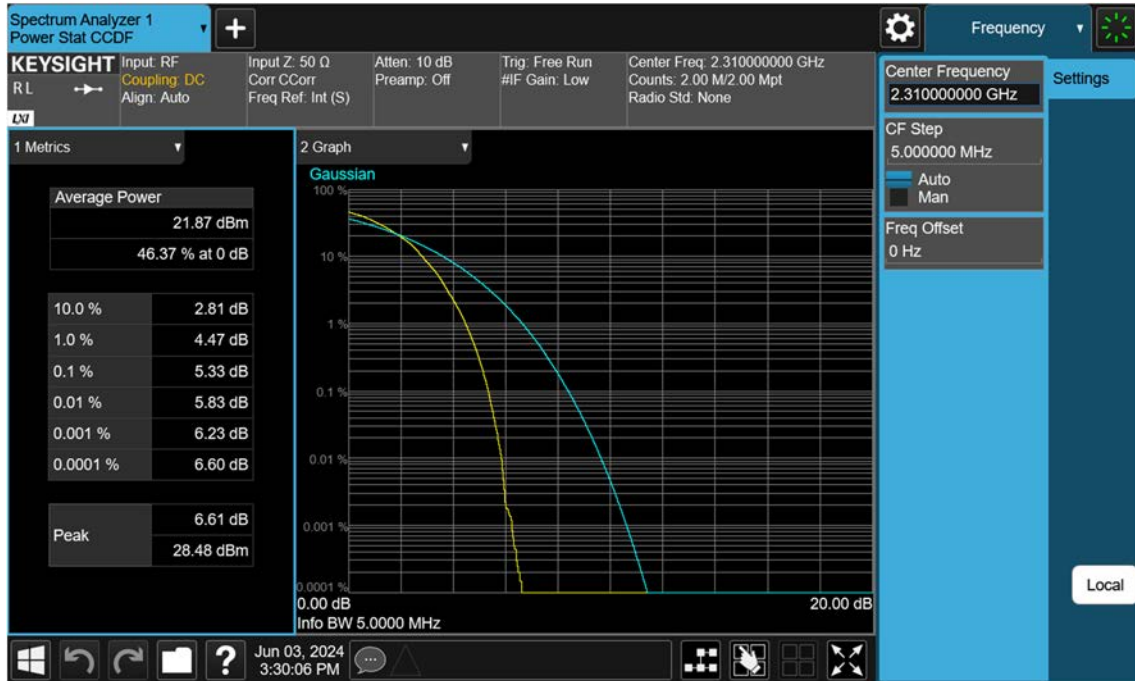 Spectrum Analyzer 1
Power Stat CCDF
Frequency
KEYSIGHT
RL
LXI
Input: RF
Coupling: DC
Align: Auto
Input Z: 50 Ω
Corr CCorr
Freq Ref: Int (S)
Atten: 10 dB
Preamp: Off
Trig: Free Run
#IF Gain: Low
Center Freq: 2.310000000 GHz
Counts: 2.00 M/2.00 Mpt
Radio Std: None
Center Frequency
2.310000000 GHz
Settings
CF Step
5.000000 MHz
Auto
Man
Freq Offset
0 Hz
1 Metrics
Average Power
21.87 dBm
46.37 % at 0 dB
10.0 % 2.81 dB
1.0 % 4.47 dB
0.1 % 5.33 dB
0.01 % 5.83 dB
0.001 % 6.23 dB
0.0001 % 6.60 dB
Peak 6.61 dB
28.48 dBm
2 Graph
Gaussian
100 %
10 %
1 %
0.1 %
0.01 %
0.001 %
0.0001 %
0.00 dB 20.00 dB
Info BW 5.0000 MHz
Local
?
Jun 03, 2024
3:30:06 PM